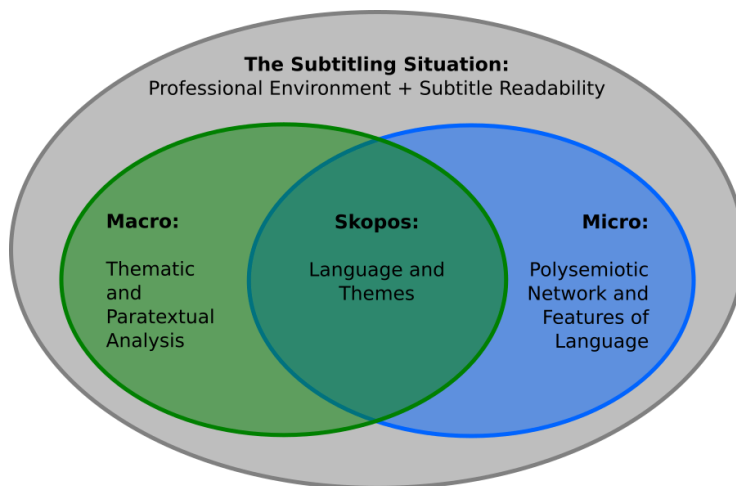 The Subtitling Situation:
Professional Environment + Subtitle Readability
Macro:
Thematic
and
Paratextual
Analysis
Skopos:
Language and
Themes
Micro:
Polysemiotic
Network and
Features of
Language